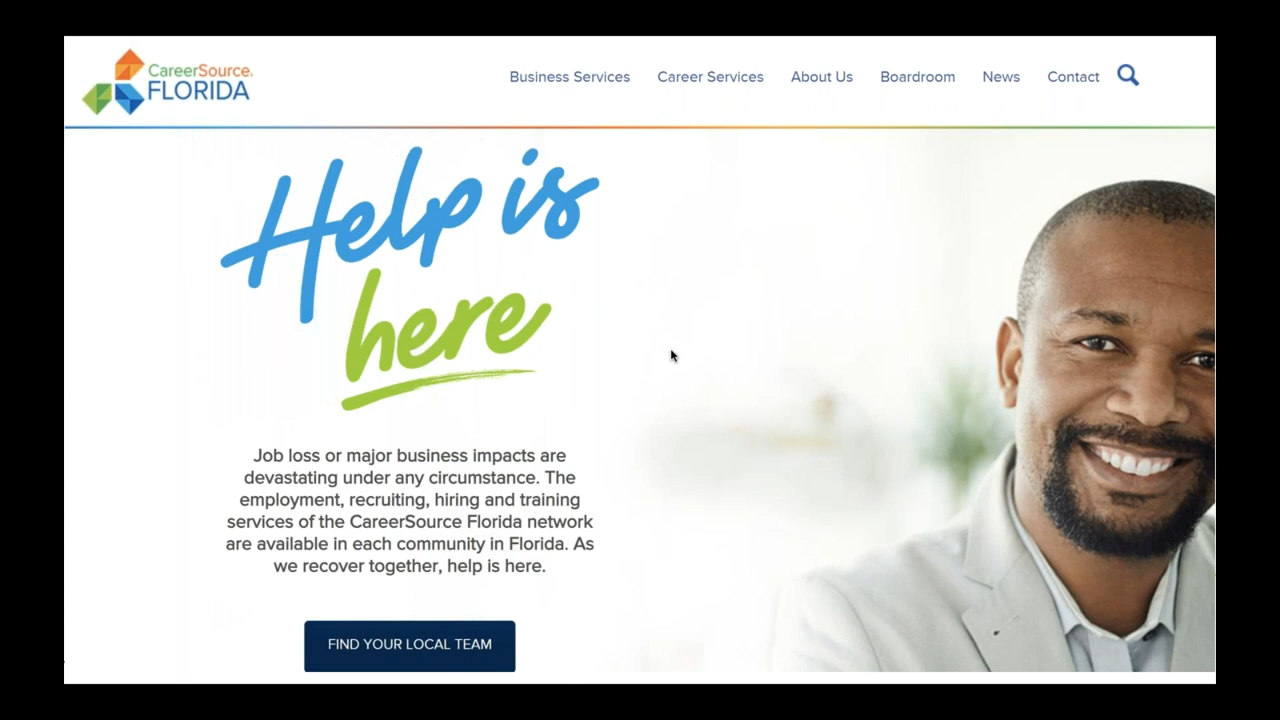 CareerSource
FLORIDA
Business Services
Career Services
About Us
Boardroom
News
Contact
Help is
here
Job loss or major business impacts are
devastating under any circumstance. The
employment, recruiting, hiring and training
services of the CareerSource Florida network
are available in each community in Florida. As
we recover together, help is here.
FIND YOUR LOCAL TEAM